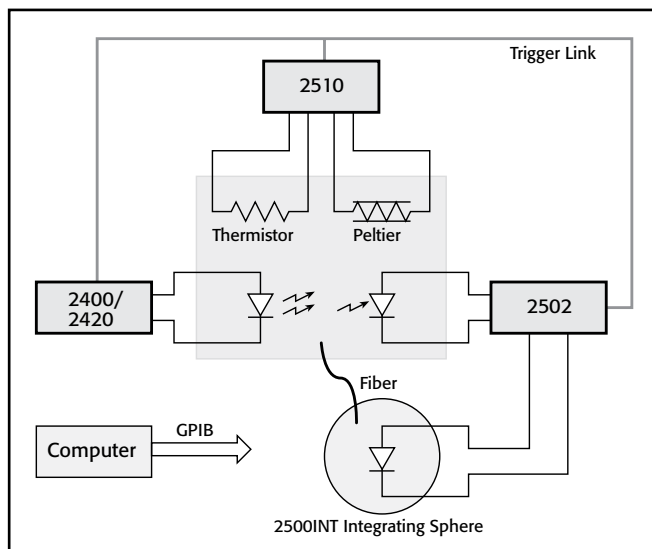 Trigger Link
2510
Thermistor
Peltier
2400/
2420
2502
Fiber
GPIB
Computer
2500INT Integrating Sphere